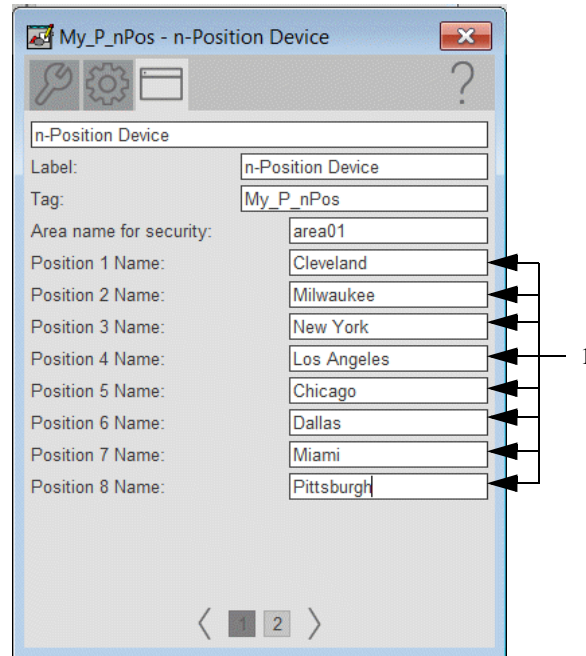 My_P_nPos - n-Position Device
n-Position Device
Label: n-Position Device
Tag: My_P_nPos
Area name for security: area01
Position 1 Name: Cleveland
Position 2 Name: Milwaukee
Position 3 Name: New York
Position 4 Name: Los Angeles
Position 5 Name: Chicago
Position 6 Name: Dallas
Position 7 Name: Miami
Position 8 Name: Pittsburgh
1
1 2